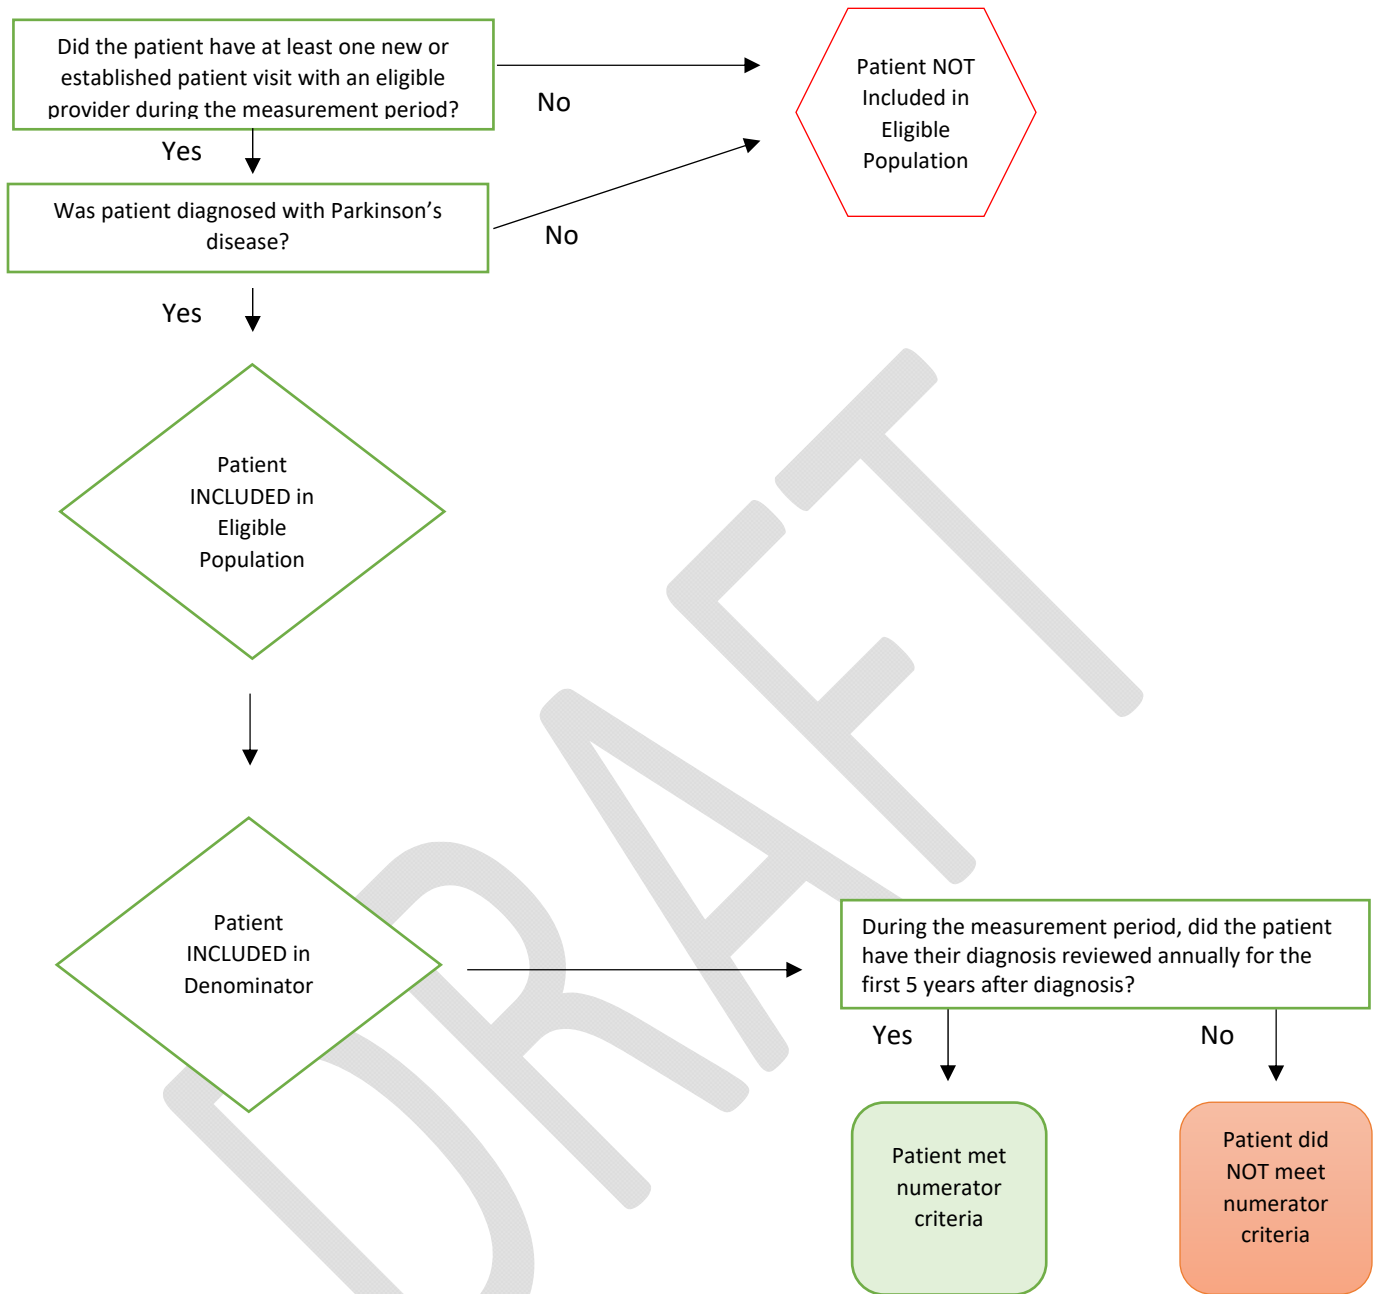 Did the patient have at least one new or
established patient visit with an eligible
provider during the measurement period?
No
Patient NOT
Included in
Eligible
Population
Yes
Was patient diagnosed with Parkinson’s
disease?
No
Yes
Patient
INCLUDED in
Eligible
Population
Patient
INCLUDED in
Denominator
During the measurement period, did the patient
have their diagnosis reviewed annually for the
first 5 years after diagnosis?
Yes
No
Patient met
numerator
criteria
Patient did
NOT meet
numerator
criteria
DRAFT